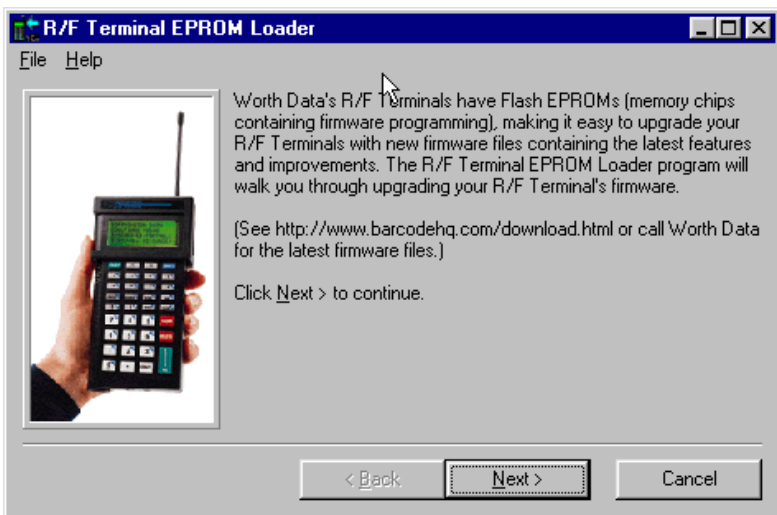 R/F Terminal EPROM Loader
File Help
Worth Data's R/F Terminals have Flash EPROMs (memory chips
containing firmware programming), making it easy to upgrade your
R/F Terminals with new firmware files containing the latest features
and improvements. The R/F Terminal EPROM Loader program will
walk you through upgrading your R/F Terminal's firmware.
(See http://www.barcodehq.com/download.html or call Worth Data
for the latest firmware files.)
Click Next > to continue.
< Back Next > Cancel